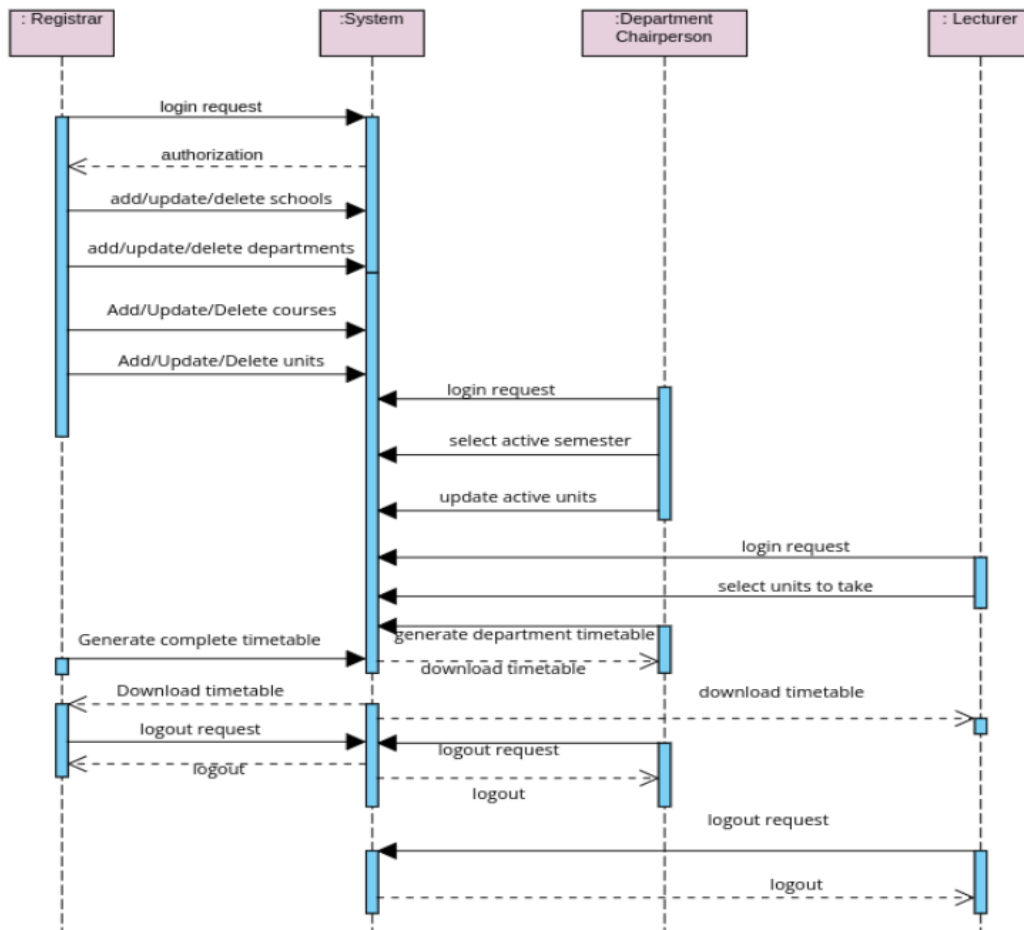 : Registrar
:System
:Department
Chairperson
: Lecturer
login request
authorization
add/update/delete schools
add/update/delete departments
Add/Update/Delete courses
Add/Update/Delete units
login request
select active semester
update active units
login request
select units to take
generate department timetable
Generate complete timetable
download timetable
Download timetable
download timetable
logout request
logout request
logout
logout
logout request
logout